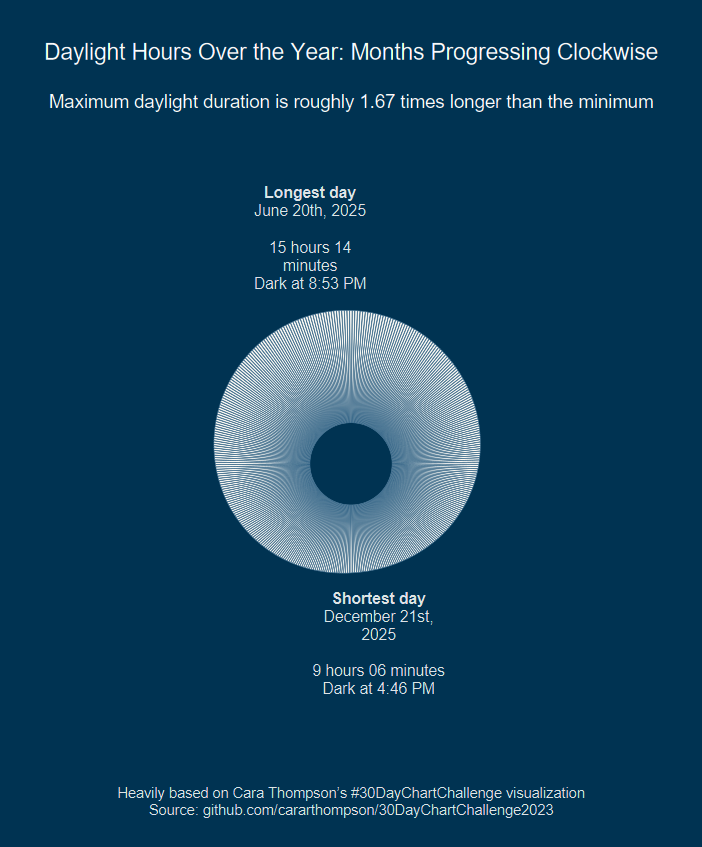 Daylight Hours Over the Year: Months Progressing Clockwise
Maximum daylight duration is roughly 1.67 times longer than the minimum
Longest day
June 20th, 2025
15 hours 14
minutes
Dark at 8:53 PM
Shortest day
December 21st,
2025
9 hours 06 minutes
Dark at 4:46 PM
Heavily based on Cara Thompson’s #30DayChartChallenge visualization
Source: github.com/cararthompson/30DayChartChallenge2023